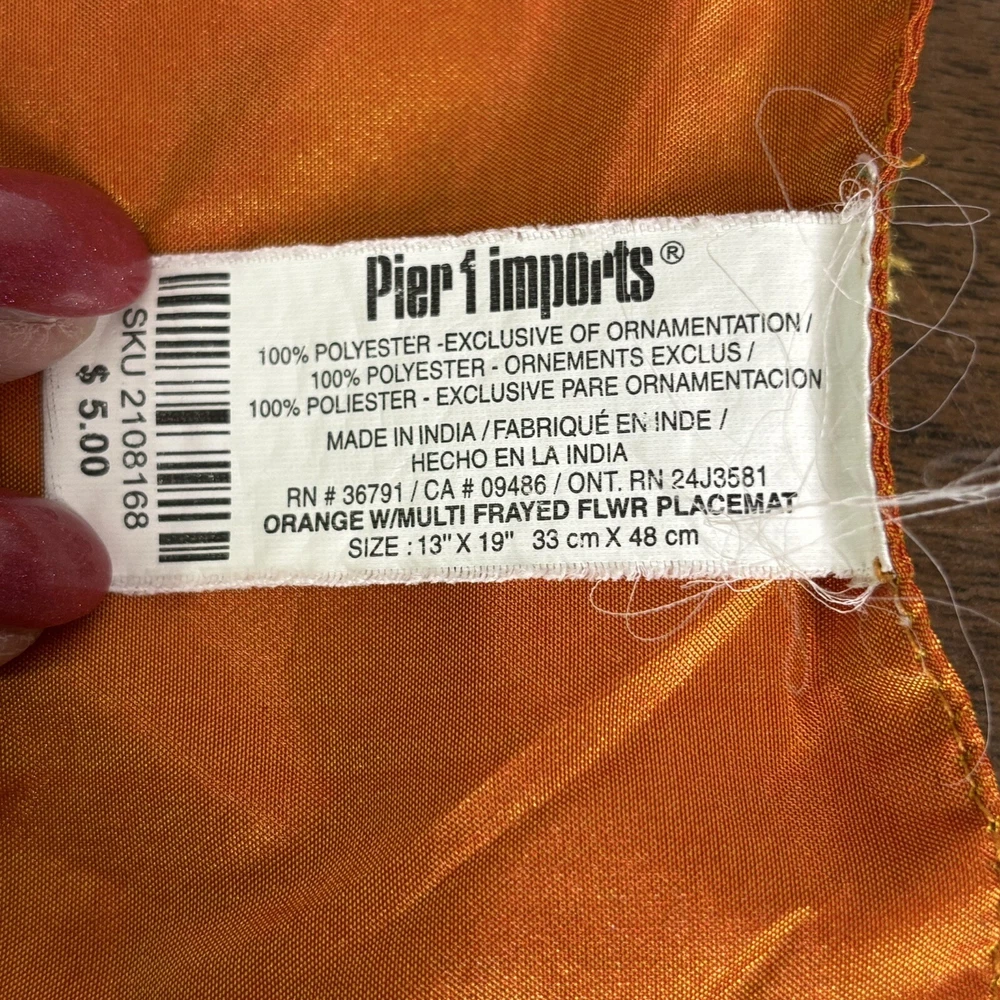 Pier 1 imports®
100% POLYESTER -EXCLUSIVE OF ORNAMENTATION /
100% POLYESTER - ORNEMENTS EXCLUS /
100% POLIESTER - EXCLUSIVE PARE ORNAMENTACION
MADE IN INDIA / FABRIQUÉ EN INDE /
HECHO EN LA INDIA
RN # 36791 / CA # 09486 / ONT. RN 24J3581
ORANGE W/MULTI FRAYED FLWR PLACEMAT
SIZE : 13" X 19" 33 cm X 48 cm
SKU 2108168
$ 5.00